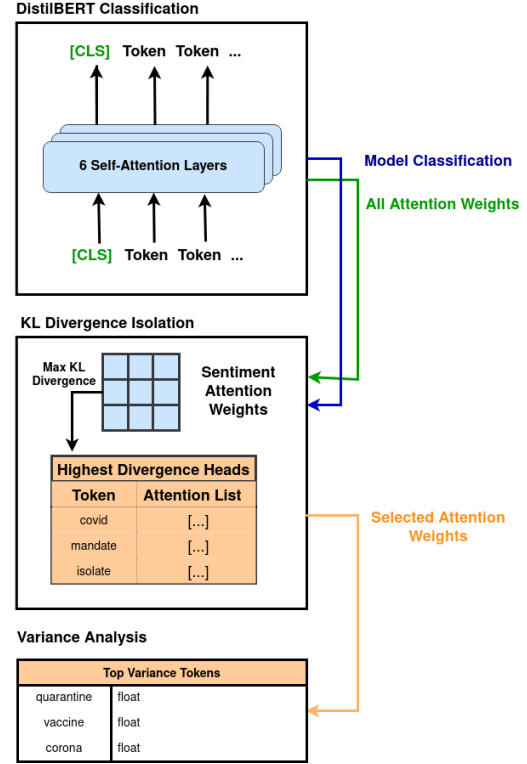 DistilBERT Classification
[CLS] Token Token ...
6 Self-Attention Layers
[CLS] Token Token ...
Model Classification
All Attention Weights
KL Divergence Isolation
Max KL
Divergence
Sentiment
Attention
Weights
Highest Divergence Heads
Token Attention List
covid [...]
mandate [...]
isolate [...]
Selected Attention
Weights
Variance Analysis
Top Variance Tokens
quarantine float
vaccine float
corona float